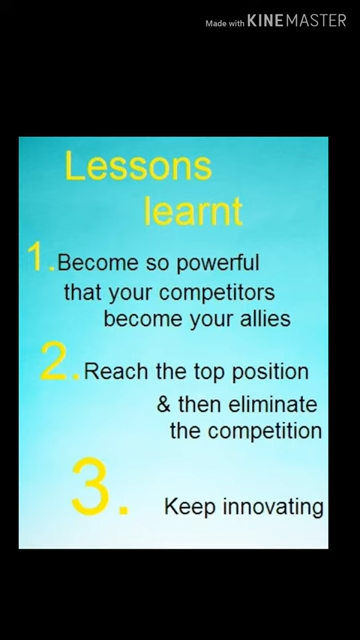 Made with KINEMASTER
Lessons
learnt
1.Become so powerful
that your competitors
become your allies
2.Reach the top position
& then eliminate
the competition
3. Keep innovating